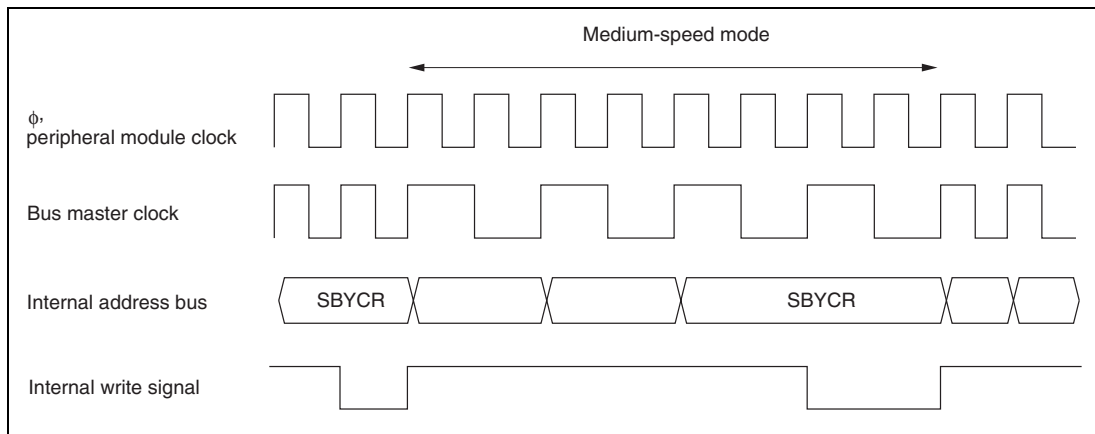 Medium-speed mode
ϕ,
peripheral module clock
Bus master clock
Internal address bus
SBYCR
SBYCR
Internal write signal